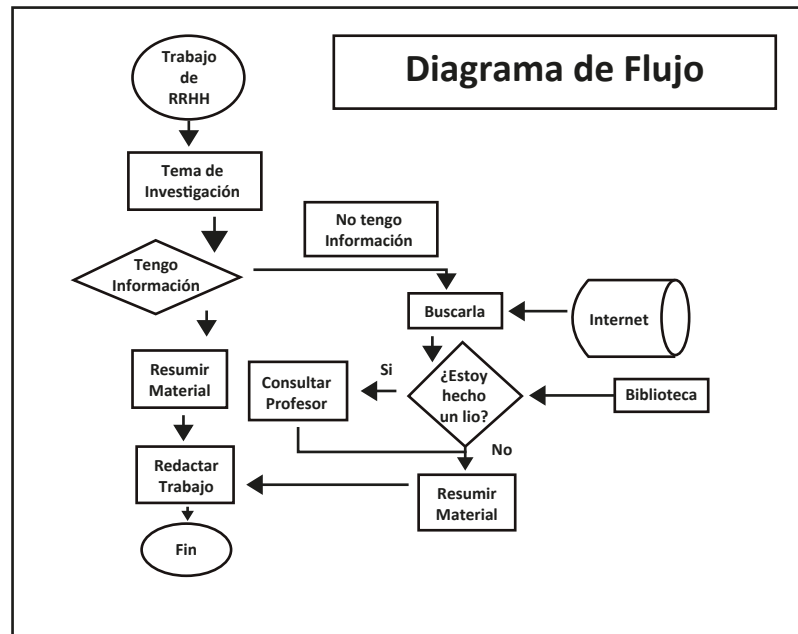 Diagrama de Flujo
Trabajo
de
RRHH
Tema de
Investigación
No tengo
Información
Tengo
Información
Buscarla
Internet
Resumir
Material
Si
Consultar
Profesor
¿Estoy
hecho
un lio?
Biblioteca
No
Redactar
Trabajo
Resumir
Material
Fin